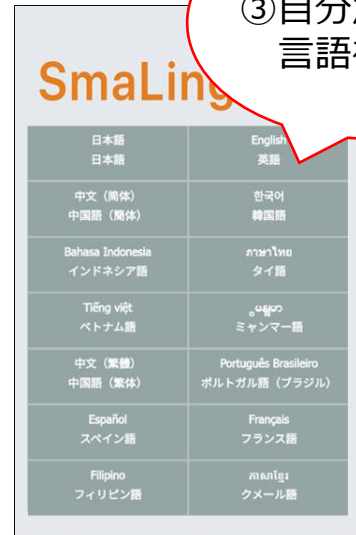 ③自分
言語
SmaLing
日本語
日本語
English
英語
中文（简体）
中国語（簡体）
한국어
韓国語
Bahasa Indonesia
インドネシア語
ภาษาไทย
タイ語
Tiếng việt
ベトナム語
ミャンマー語
中文（繁體）
中国語（繁体）
Português Brasileiro
ポルトガル語（ブラジル）
Español
スペイン語
Français
フランス語
Filipino
フィリピン語
ភាសាខ្មែរ
クメール語